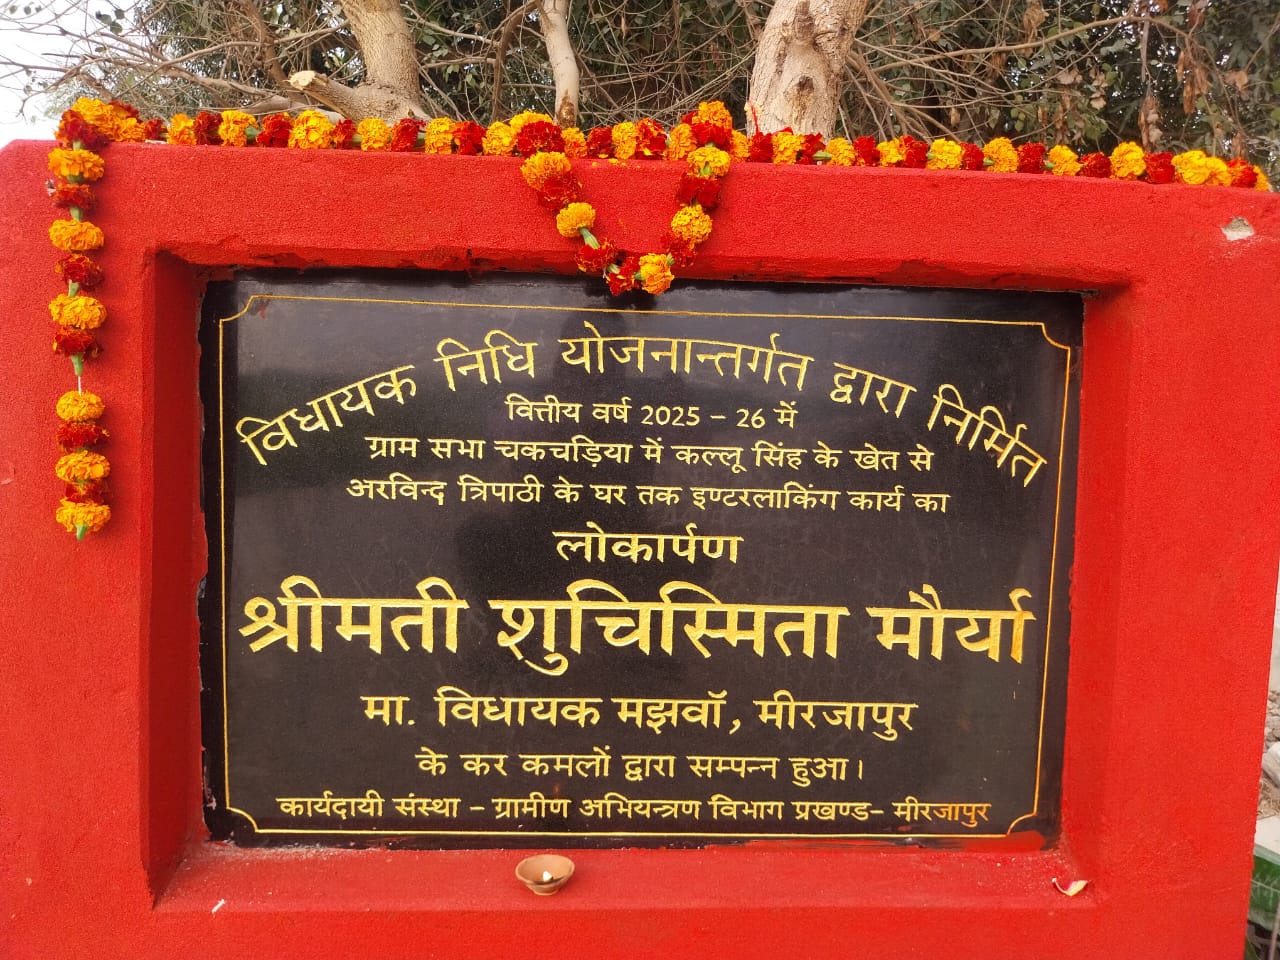 विधायक निधि योजनान्तर्गत द्वारा निर्मित
वित्तीय वर्ष 2025 – 26 में
ग्राम सभा चकचड़िया में कल्लू सिंह के खेत से
अरविन्द त्रिपाठी के घर तक इण्टरलाकिंग कार्य का
लोकार्पण
श्रीमती शुचिस्मिता मौर्या
मा. विधायक मझवॉ, मीरजापुर
के कर कमलों द्वारा सम्पन्न हुआ।
कार्यदायी संस्था – ग्रामीण अभियन्त्रण विभाग प्रखण्ड– मीरजापुर